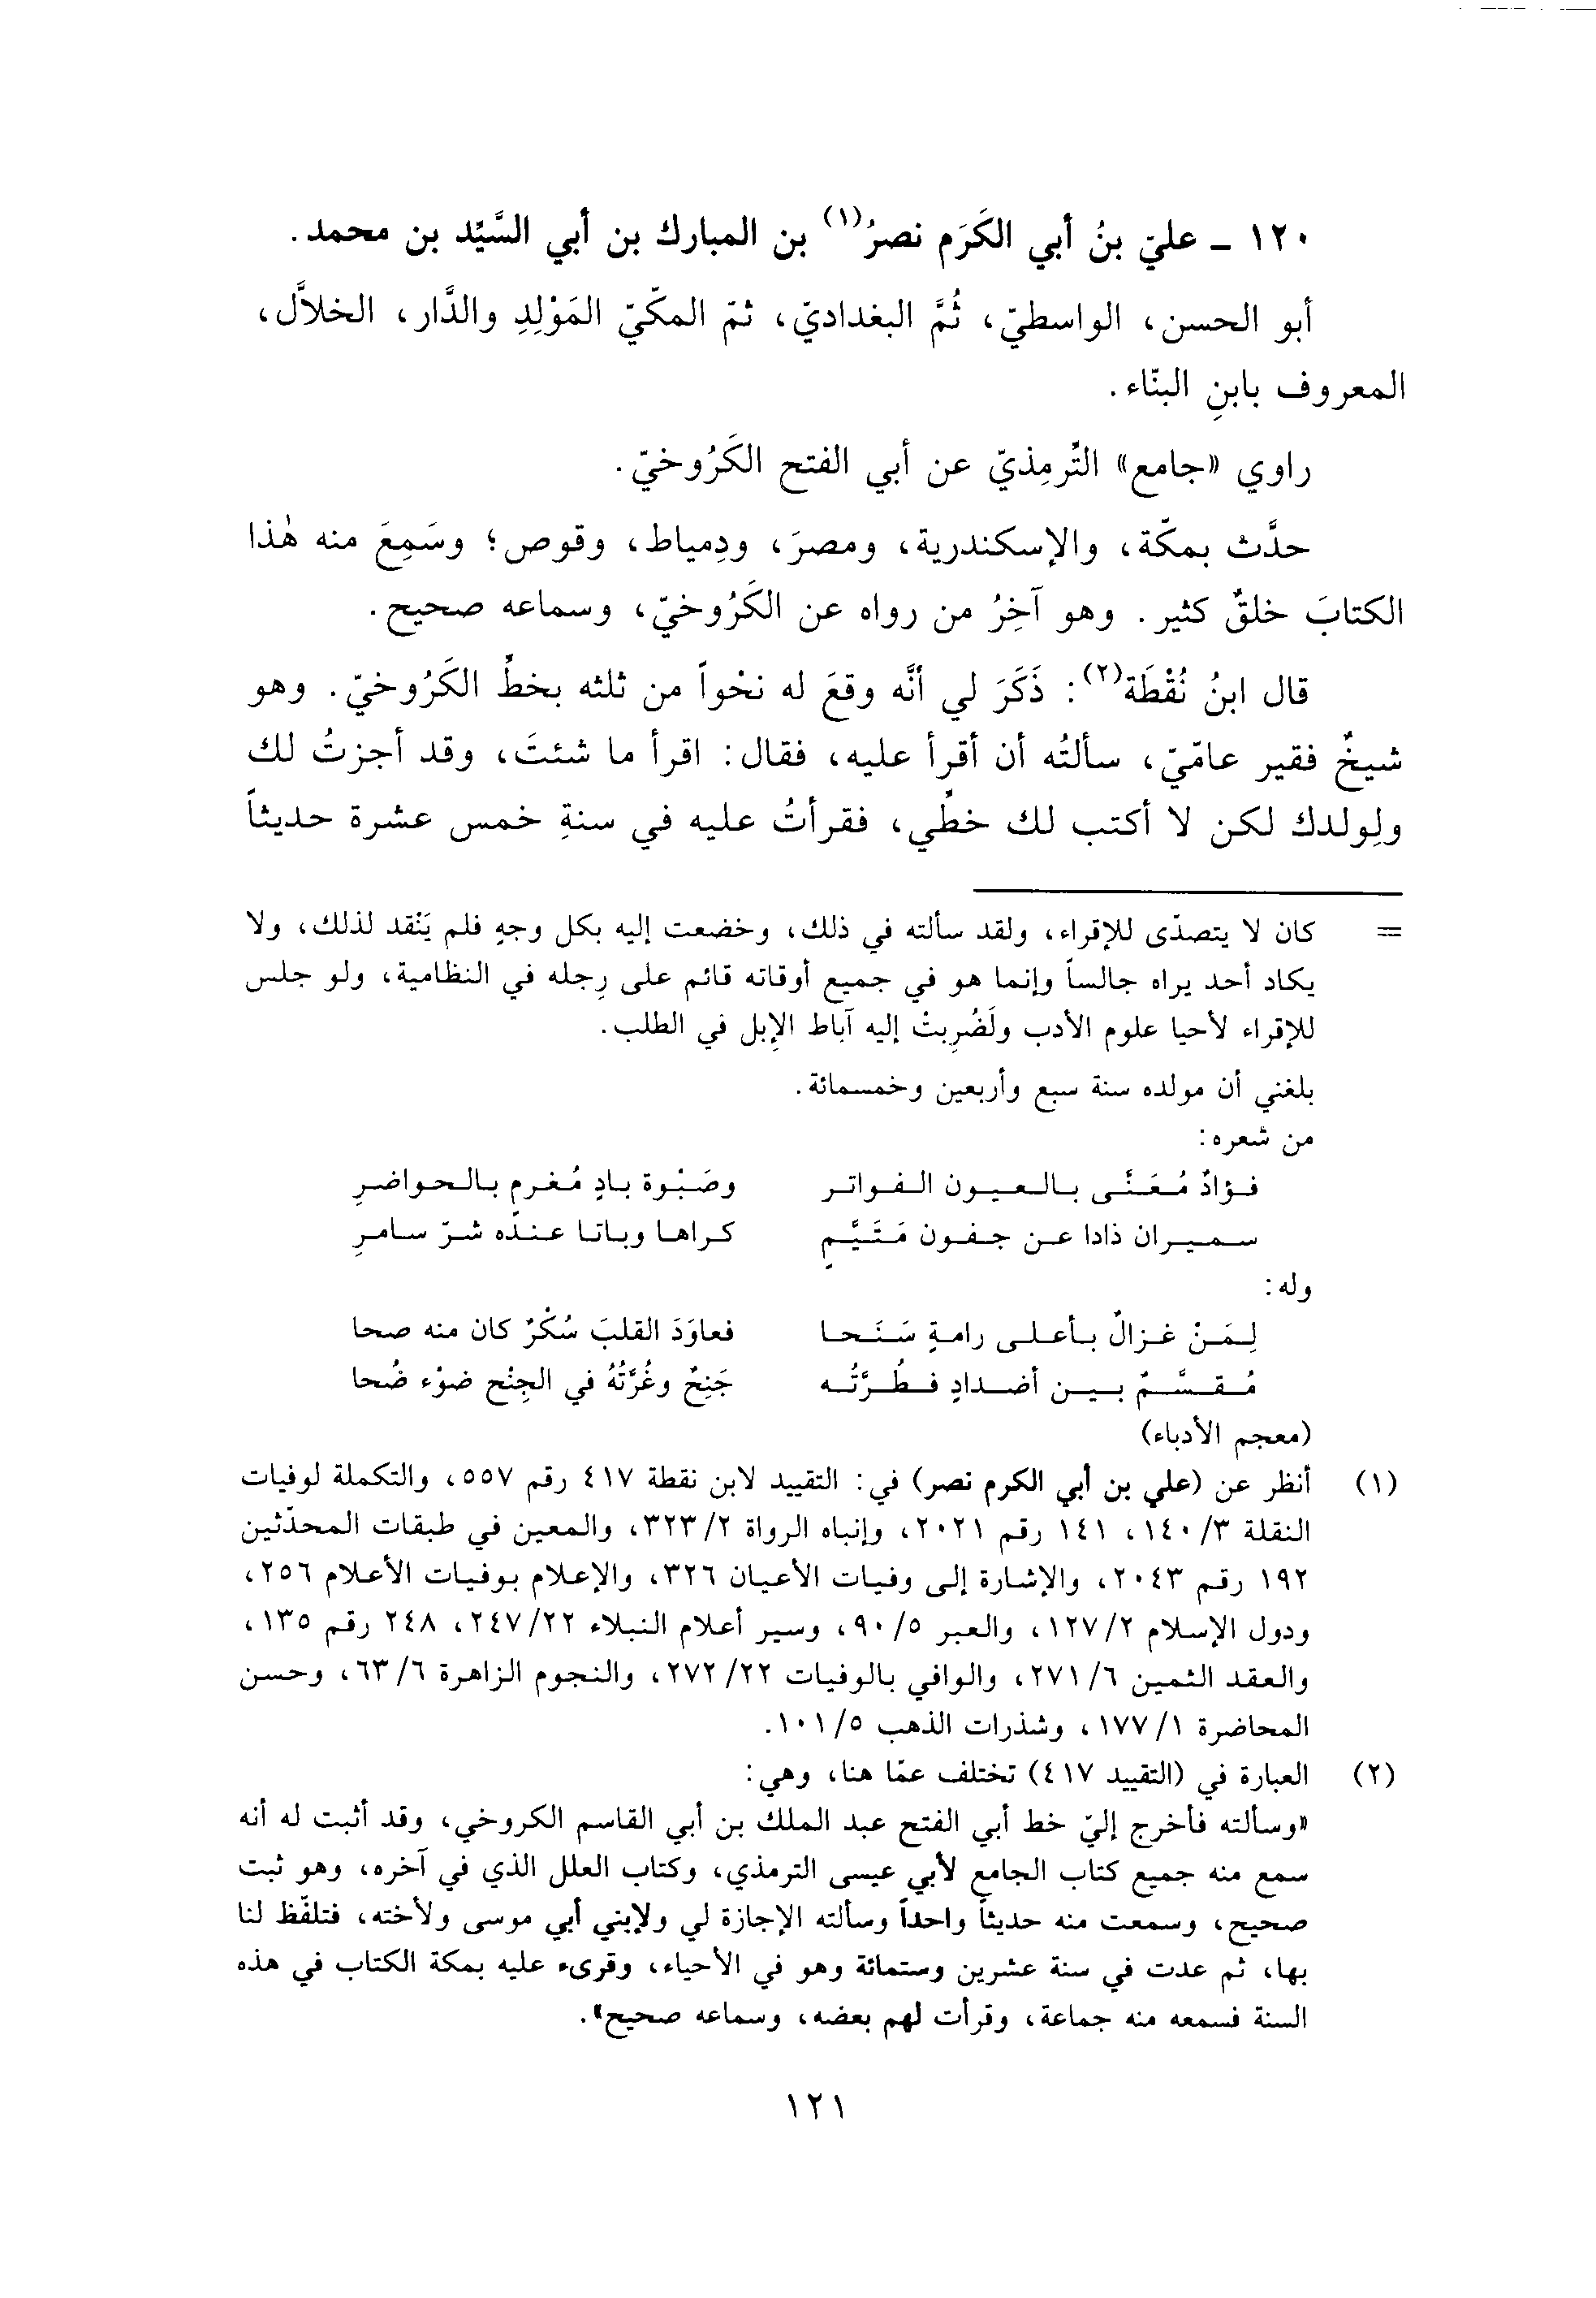 ١٢٠ ـ عليّ بنُ أبي الكَرَم نصرُ(١) بن المبارك بن أبي السَّيِّد بن محمد.
أبو الحسن، الواسطيّ، ثُمَّ البغداديّ، ثمّ المكّيّ المَوْلِدِ والدَّار، الخلاَّل،
المعروف بابنِ البنّاء.
راوي «جامع» التِّرمِذيّ عن أبي الفتح الكَرُوخيّ.
حدَّث بمكّة، والإسكندرية، ومصرَ، ودِمياط، وقوص؛ وسَمِعَ منه هٰذا
الكتابَ خلقٌ كثير. وهو آخِرُ من رواه عن الكَرُوخيّ، وسماعه صحيح.
قال ابنُ نُقْطَة(٢): ذَكَرَ لي أنَّه وقعَ له نحْواً من ثلثه بخطِّ الكَرُوخيّ. وهو
شيخٌ فقير عامّيّ، سألتُه أن أقرأ عليه، فقال: اقرأ ما شئتَ، وقد أجزتُ لك
ولِولدك لكن لا أكتب لك خطِّي، فقرأتُ عليه في سنةِ خمس عشرة حديثاً
= كان لا يتصدّى للإقراء، ولقد سألته في ذلك، وخضعت إليه بكل وجهٍ فلم يَنْقد لذلك، ولا
يكاد أحد يراه جالساً وإنما هو في جميع أوقاته قائم على رِجله في النظامية، ولو جلس
للإقراء لأحيا علوم الأدب ولَضُرِبتْ إليه آباط الإِبل في الطلب.
بلغني أن مولده سنة سبع وأربعين وخمسمائة.
من شعره:
فـؤادٌ مُـعَـنَّـى بـالـعـيـون الـفـواتـر وصَـبْـوة بـادٍ مُـغـرمٍ بـالـحـواضـرِ
سـمـيـران ذادا عـن جـفـون مَـتَـيَّـمٍ كـراهـا وبـاتـا عـنـدَه شـرّ سـامـرِ
وله:
لِـمَـنْ غـزالٌ بـأعـلـى رامـةٍ سَـنَـحـا فعاوَدَ القلبَ سُكْرٌ كان منه صحا
مُـقـسَّـمٌ بـيـن أضـدادٍ فـطُـرَّتُـه جَنِحٌ وغُرَّتُهُ في الجِنْح ضوْء ضُحا
(معجم الأدباء)
(١) أنظر عن (علي بن أبي الكرم نصر) في: التقييد لابن نقطة ٤١٧ رقم ٥٥٧، والتكملة لوفيات
النقلة ٣/ ١٤٠، ١٤١ رقم ٢٠٢١، وإنباه الرواة ٢/ ٣٢٣، والمعين في طبقات المحدّثين
١٩٢ رقم ٢٠٤٣، والإشارة إلى وفيات الأعيان ٣٢٦، والإعلام بوفيات الأعلام ٢٥٦،
ودول الإسلام ٢/ ١٢٧، والعبر ٥/ ٩٠، وسير أعلام النبلاء ٢٢/ ٢٤٧، ٢٤٨ رقم ١٣٥،
والعقد الثمين ٦/ ٢٧١، والوافي بالوفيات ٢٢/ ٢٧٢، والنجوم الزاهرة ٦/ ٦٣، وحسن
المحاضرة ١/ ١٧٧، وشذرات الذهب ٥/ ١٠١.
(٢) العبارة في (التقييد ٤١٧) تختلف عمّا هنا، وهي:
«وسألته فأخرج إليّ خط أبي الفتح عبد الملك بن أبي القاسم الكروخي، وقد أثبت له أنه
سمع منه جميع كتاب الجامع لأبي عيسى الترمذي، وكتاب العلل الذي في آخره، وهو ثبت
صحيح، وسمعت منه حديثاً واحداً وسألته الإجازة لي ولإبني أبي موسى ولأخته، فتلفّظ لنا
بها، ثم عدت في سنة عشرين وستمائة وهو في الأحياء، وقرىء عليه بمكة الكتاب في هذه
السنة فسمعه منه جماعة، وقرأت لهم بعضه، وسماعه صحيح».
١٢١